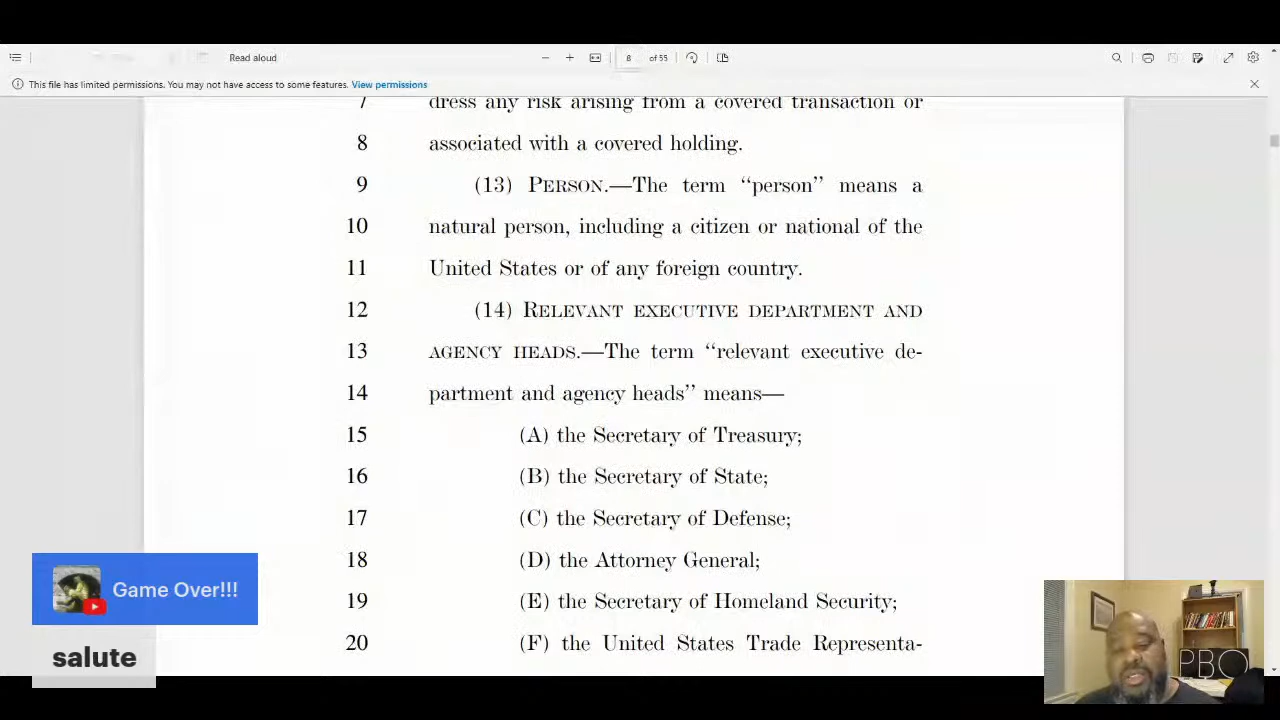 Read aloud
8 of 55
This file has limited permissions. You may not have access to some features. View permissions
7 dress any risk arising from a covered transaction or
8 associated with a covered holding.
9 (13) PERSON.—The term ‘‘person’’ means a
10 natural person, including a citizen or national of the
11 United States or of any foreign country.
12 (14) RELEVANT EXECUTIVE DEPARTMENT AND
13 AGENCY HEADS.—The term ‘‘relevant executive de-
14 partment and agency heads’’ means—
15 (A) the Secretary of Treasury;
16 (B) the Secretary of State;
17 (C) the Secretary of Defense;
18 (D) the Attorney General;
19 (E) the Secretary of Homeland Security;
20 (F) the United States Trade Representa-
Game Over!!!
salute
PBO